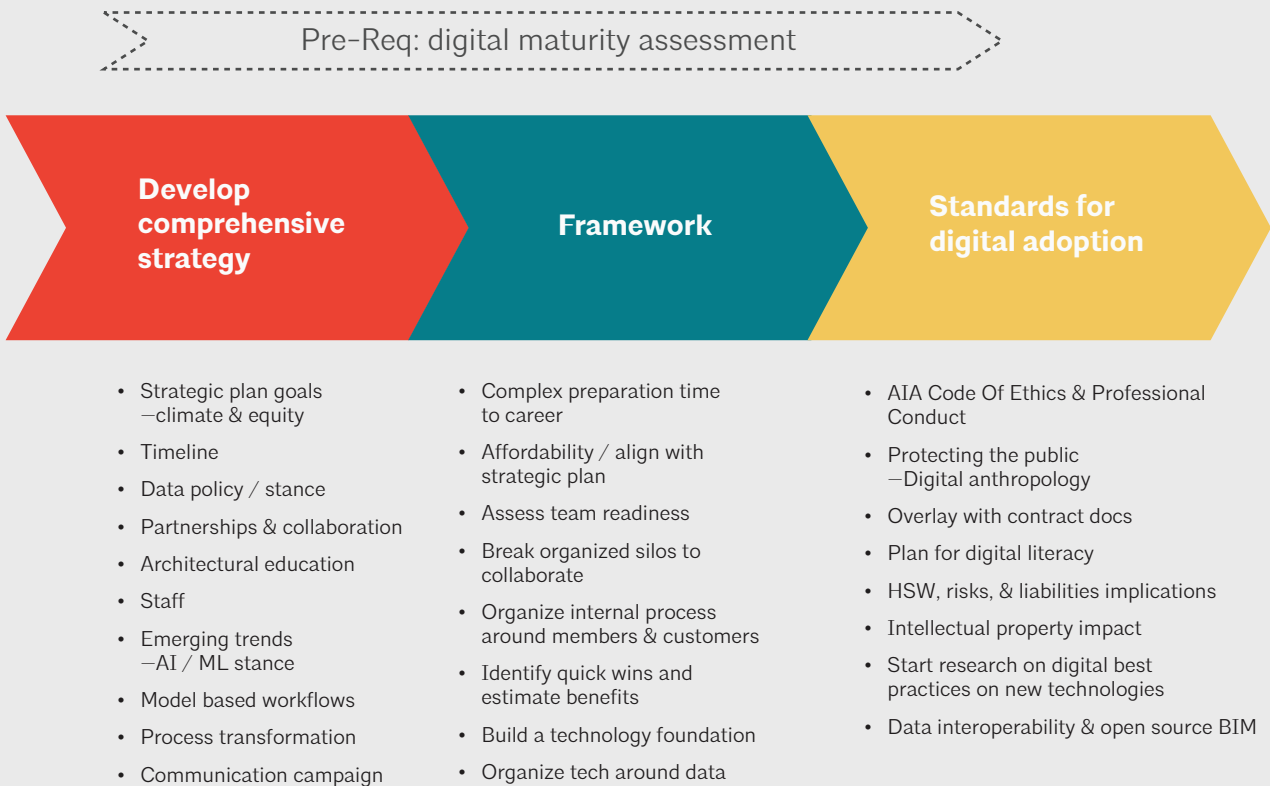 Pre-Req: digital maturity assessment
Develop
comprehensive
strategy
Framework
Standards for
digital adoption
• Strategic plan goals
—climate & equity
• Timeline
• Data policy / stance
• Partnerships & collaboration
• Architectural education
• Staff
• Emerging trends
—AI / ML stance
• Model based workflows
• Process transformation
• Communication campaign
• Complex preparation time
to career
• Affordability / align with
strategic plan
• Assess team readiness
• Break organized silos to
collaborate
• Organize internal process
around members & customers
• Identify quick wins and
estimate benefits
• Build a technology foundation
• Organize tech around data
• AIA Code Of Ethics & Professional
Conduct
• Protecting the public
—Digital anthropology
• Overlay with contract docs
• Plan for digital literacy
• HSW, risks, & liabilities implications
• Intellectual property impact
• Start research on digital best
practices on new technologies
• Data interoperability & open source BIM